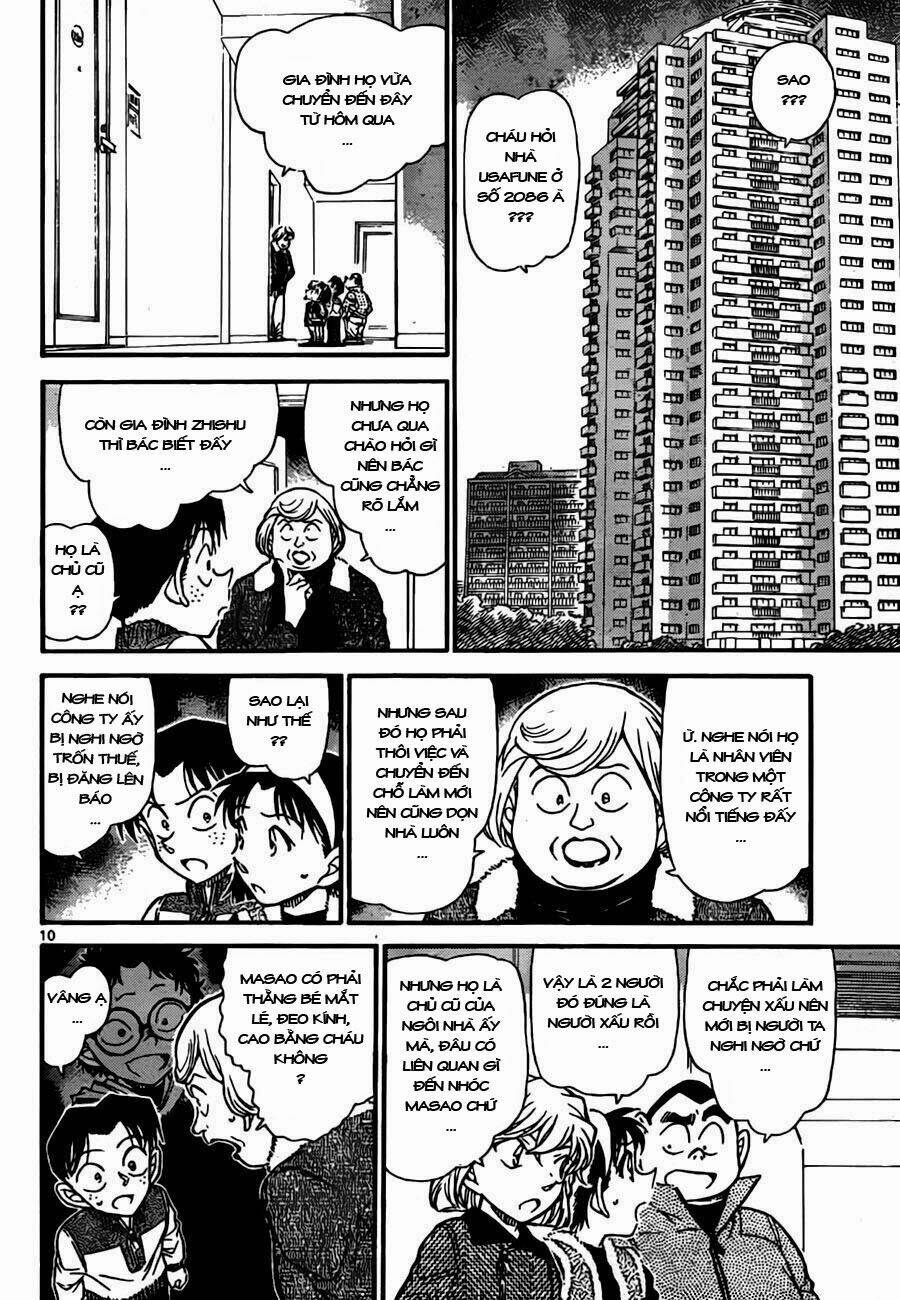 SAO
???
CHÁU HỎI
NHÀ
USAFUNE Ở
SỐ 2086 À
???
GIA ĐÌNH HỌ VỪA
CHUYỂN ĐẾN ĐÂY
TỪ HÔM QUA
...
NHƯNG HỌ
CHƯA QUA
CHÀO HỎI GÌ
NÊN BÁC
CŨNG CHẲNG
RÕ LẮM
...
CÒN GIA ĐÌNH ZHISHU
THÌ BÁC BIẾT ĐẤY
...
HỌ LÀ
CHỦ CŨ
Ạ
??
Ừ. NGHE NÓI HỌ
LÀ NHÂN VIÊN
TRONG MỘT
CÔNG TY RẤT
NỔI TIẾNG ĐẤY
...
NHƯNG SAU
ĐÓ HỌ PHẢI
THÔI VIỆC VÀ
CHUYỂN ĐẾN
CHỖ LÀM MỚI
NÊN CŨNG DỌN
NHÀ LUÔN
...
SAO LẠI
NHƯ THẾ
??
NGHE NÓI
CÔNG TY ẤY
BỊ NGHI NGỜ
TRỐN THUẾ,
BỊ ĐĂNG LÊN
BÁO
...
10
CHẮC PHẢI LÀM
CHUYỆN XẤU NÊN
MỚI BỊ NGƯỜI TA
NGHI NGỜ CHỨ
...
VẬY LÀ 2 NGƯỜI
ĐÓ ĐÚNG LÀ
NGƯỜI XẤU RỒI
...
NHƯNG HỌ LÀ
CHỦ CŨ CỦA
NGÔI NHÀ ẤY
MÀ, ĐÂU CÓ
LIÊN QUAN GÌ
ĐẾN NHÓC
MASAO CHỨ
...
MASAO CÓ PHẢI
THẰNG BÉ MẮT
LÉ, ĐEO KÍNH,
CAO BẰNG CHÁU
KHÔNG
?
VÂNG Ạ
...